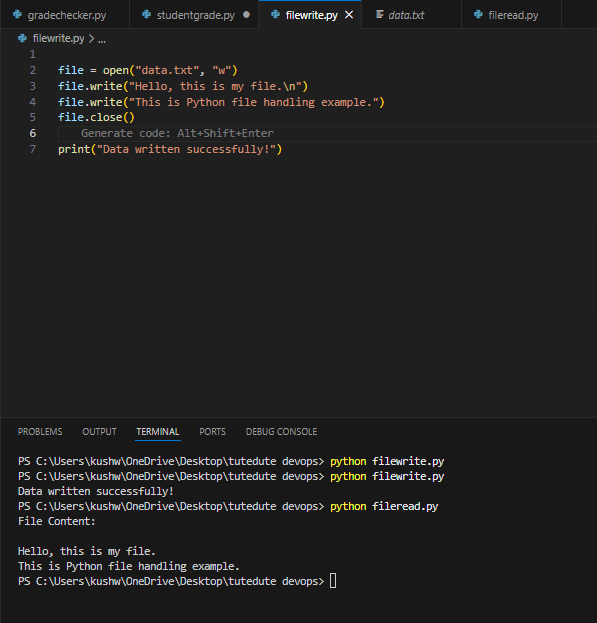 gradechecker.py studentgrade.py filewrite.py data.txt fileread.py
filewrite.py > ...
1
2 file = open("data.txt", "w")
3 file.write("Hello, this is my file.\n")
4 file.write("This is Python file handling example.")
5 file.close()
6 Generate code: Alt+Shift+Enter
7 print("Data written successfully!")
PROBLEMS OUTPUT TERMINAL PORTS DEBUG CONSOLE
PS C:\Users\kushw\OneDrive\Desktop\tutedute devops> python filewrite.py
PS C:\Users\kushw\OneDrive\Desktop\tutedute devops> python filewrite.py
Data written successfully!
PS C:\Users\kushw\OneDrive\Desktop\tutedute devops> python fileread.py
File Content:
Hello, this is my file.
This is Python file handling example.
PS C:\Users\kushw\OneDrive\Desktop\tutedute devops>